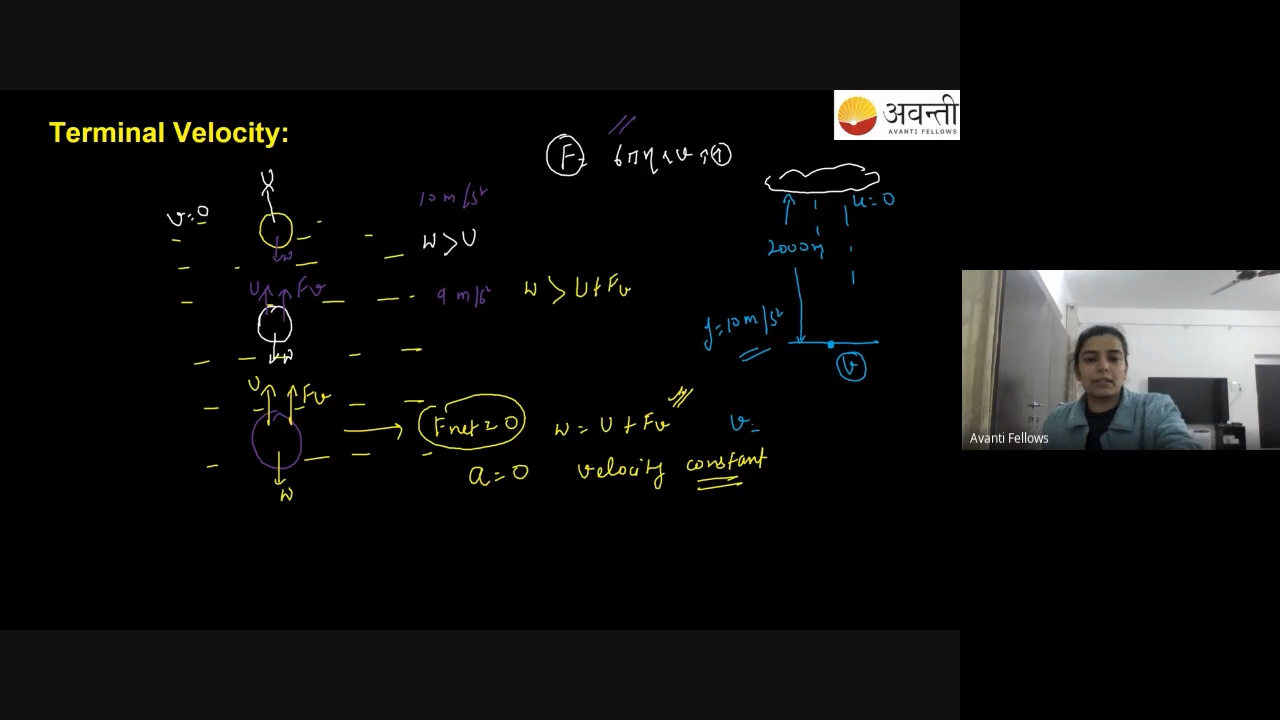 Terminal Velocity:
अवन्ती
AVANTI FELLOWS
F = 6πηrv
U
v=0
10 m/s²
u=0
W > U
W
2000m
U Fv
9 m/s²
W > U + Fv
g=10 m/s²
W
v
U Fv
Fnet = 0
W = U + Fv
v=
a=0 velocity constant
W
Avanti Fellows